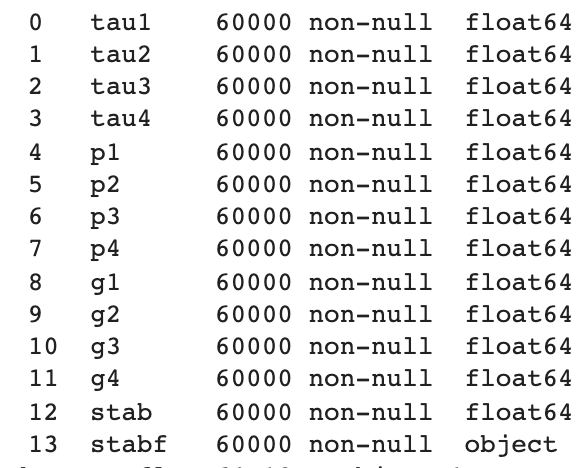 0 tau1 60000 non-null float64
1 tau2 60000 non-null float64
2 tau3 60000 non-null float64
3 tau4 60000 non-null float64
4 p1 60000 non-null float64
5 p2 60000 non-null float64
6 p3 60000 non-null float64
7 p4 60000 non-null float64
8 g1 60000 non-null float64
9 g2 60000 non-null float64
10 g3 60000 non-null float64
11 g4 60000 non-null float64
12 stab 60000 non-null float64
13 stabf 60000 non-null object